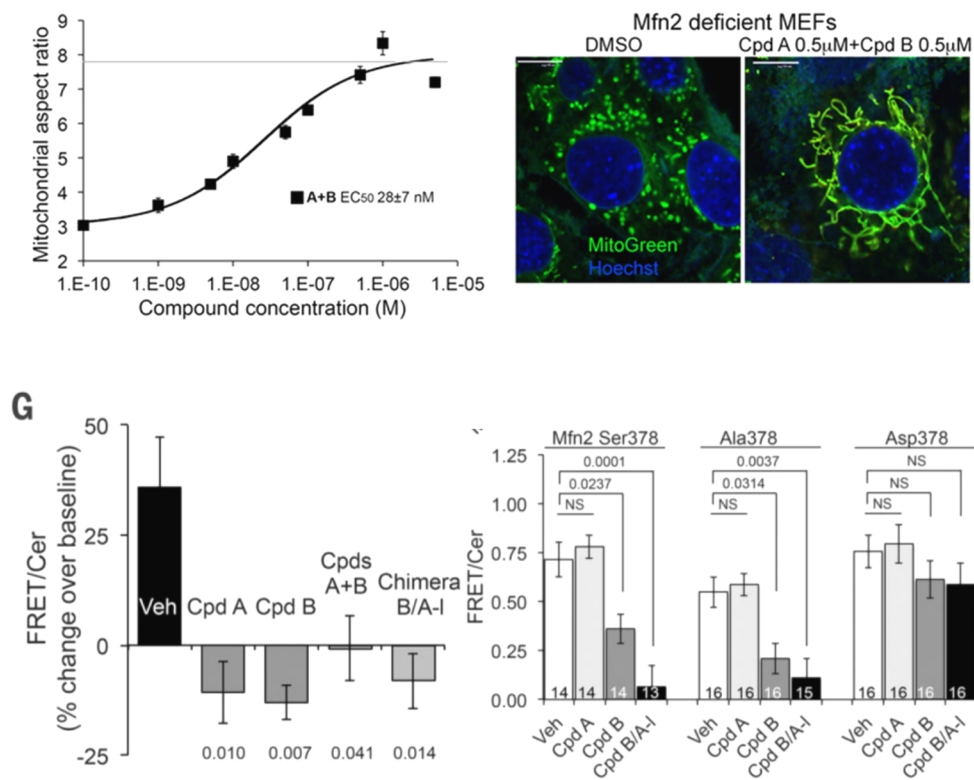 9
8
7
6
5
4
3
2
Mitochondrial aspect ratio
A+B EC50 28±7 nM
1.E-10 1.E-09 1.E-08 1.E-07 1.E-06 1.E-05
Compound concentration (M)
Mfn2 deficient MEFs
DMSO Cpd A 0.5μM+Cpd B 0.5μM
MitoGreen
Hoechst
G
50
25
0
-25
FRET/Cer
(% change over baseline)
Veh Cpd A Cpd B
Cpds
A+B
Chimera
B/A-I
0.010 0.007 0.041 0.014
Mfn2 Ser378 Ala378 Asp378
1.25
1.00
0.75
0.50
0.25
0.00
FRET/Cer
0.0001 0.0037 NS
0.0237 0.0314 NS
NS NS NS
14 14 14 13 16 16 16 15 16 16 16 16
Veh Cpd A Cpd B Cpd B/A-I Veh Cpd A Cpd B Cpd B/A-I Veh Cpd A Cpd B Cpd B/A-I